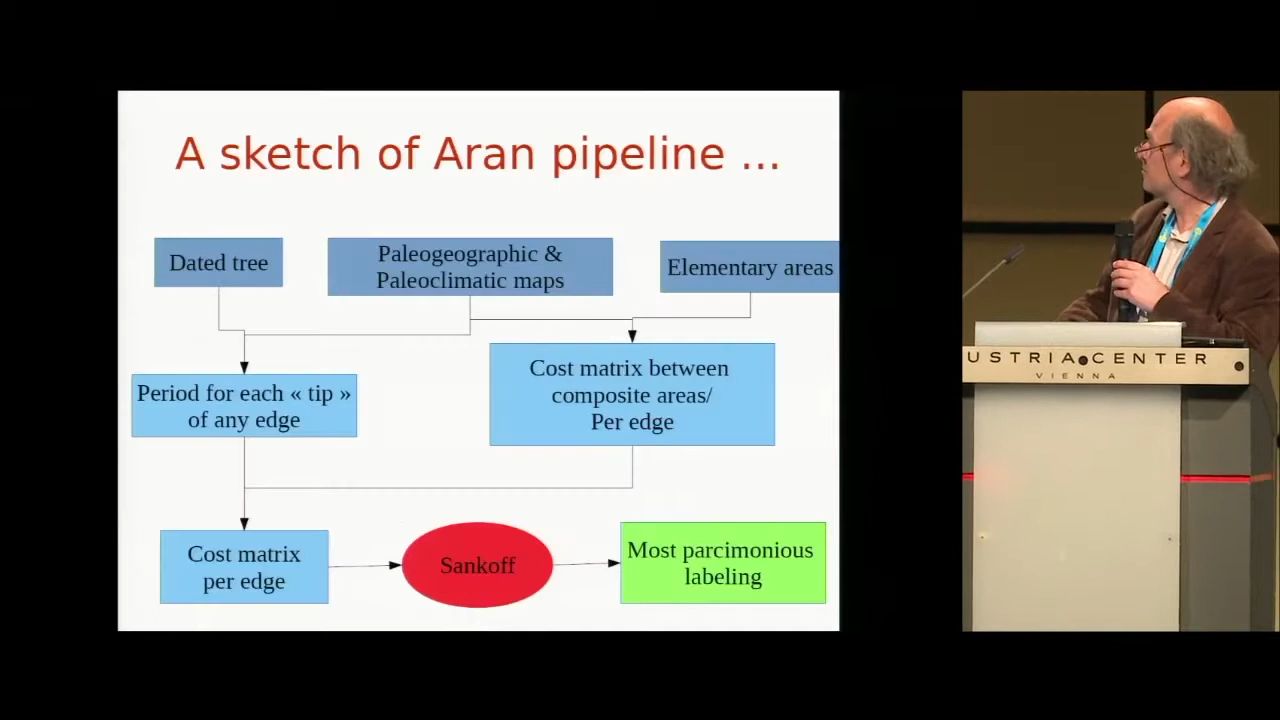 A sketch of Aran pipeline ...
Dated tree
Paleogeographic &
Paleoclimatic maps
Elementary areas
Period for each « tip »
of any edge
Cost matrix between
composite areas/
Per edge
Cost matrix
per edge
Sankoff
Most parcimonious
labeling
USTRIA CENTER
VIENNA